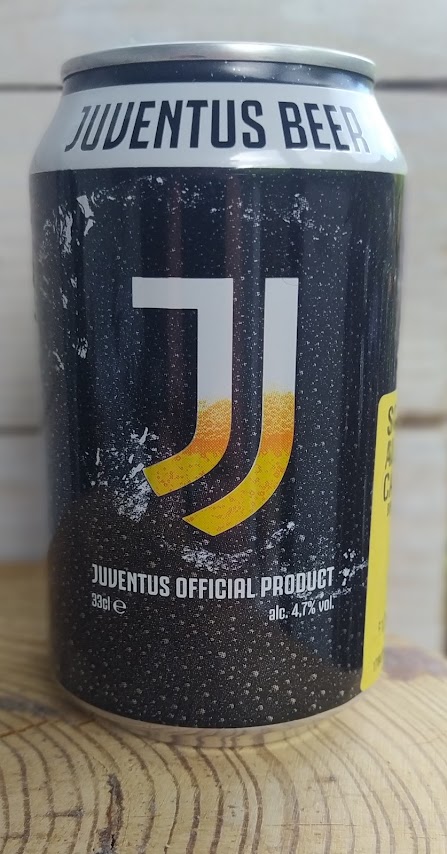 JUVENTUS BEER
JUVENTUS OFFICIAL PRODUCT
33cl e
alc. 4,7% vol.